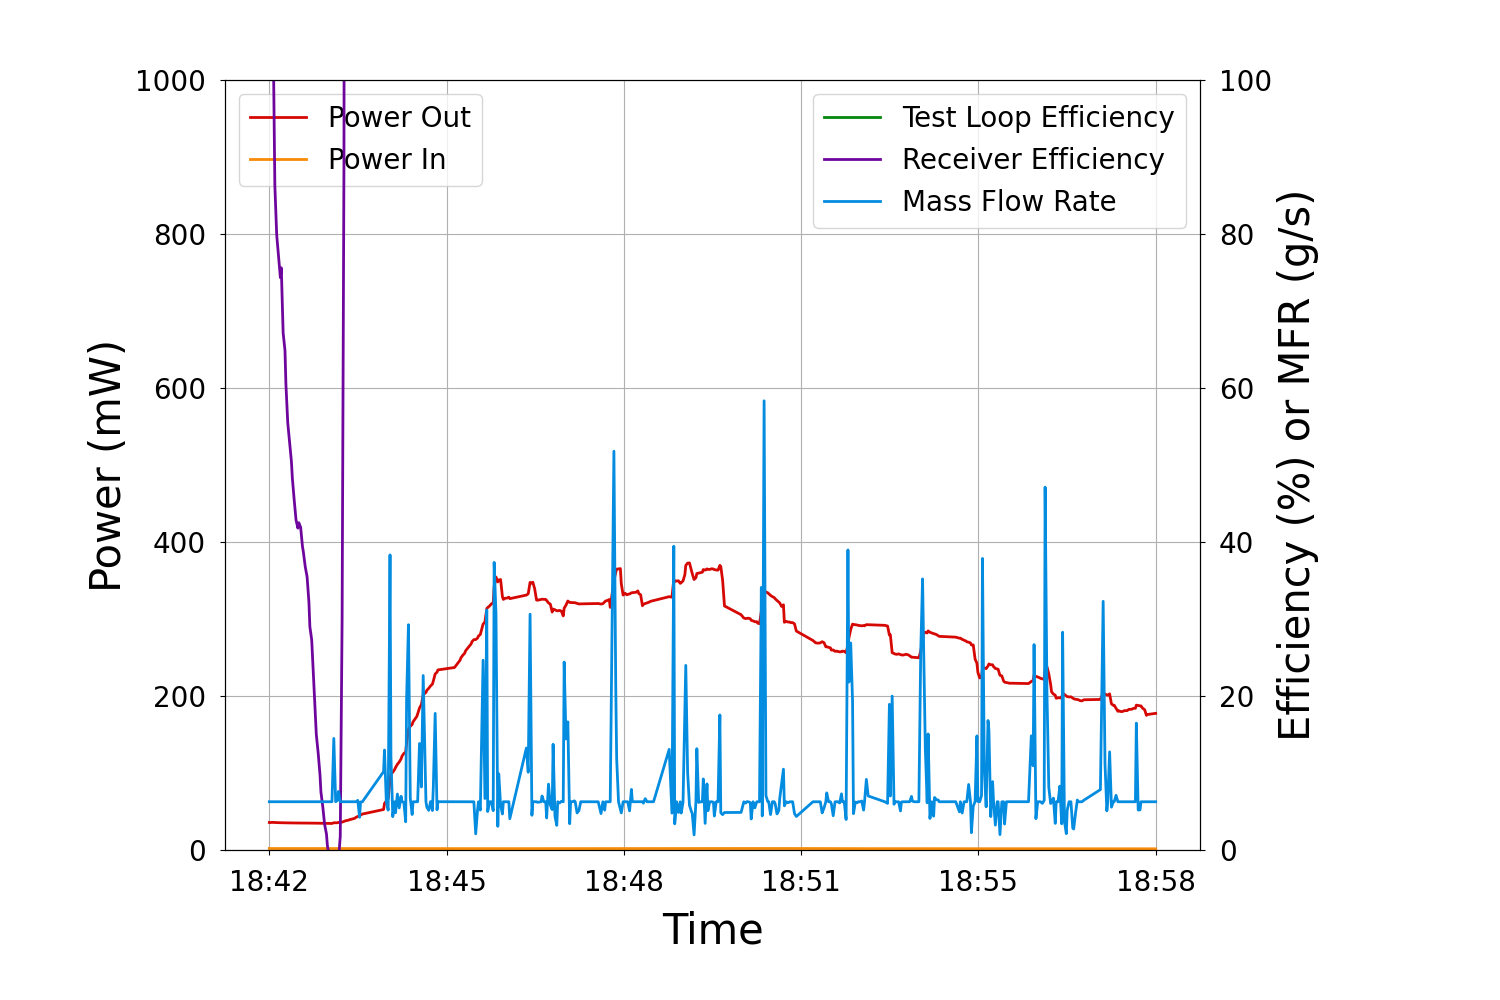 1000
800
600
400
200
0
Power (mW)
Power Out
Power In
Test Loop Efficiency
Receiver Efficiency
Mass Flow Rate
100
80
60
40
20
0
Efficiency (%) or MFR (g/s)
18:42
18:45
18:48
18:51
18:55
18:58
Time